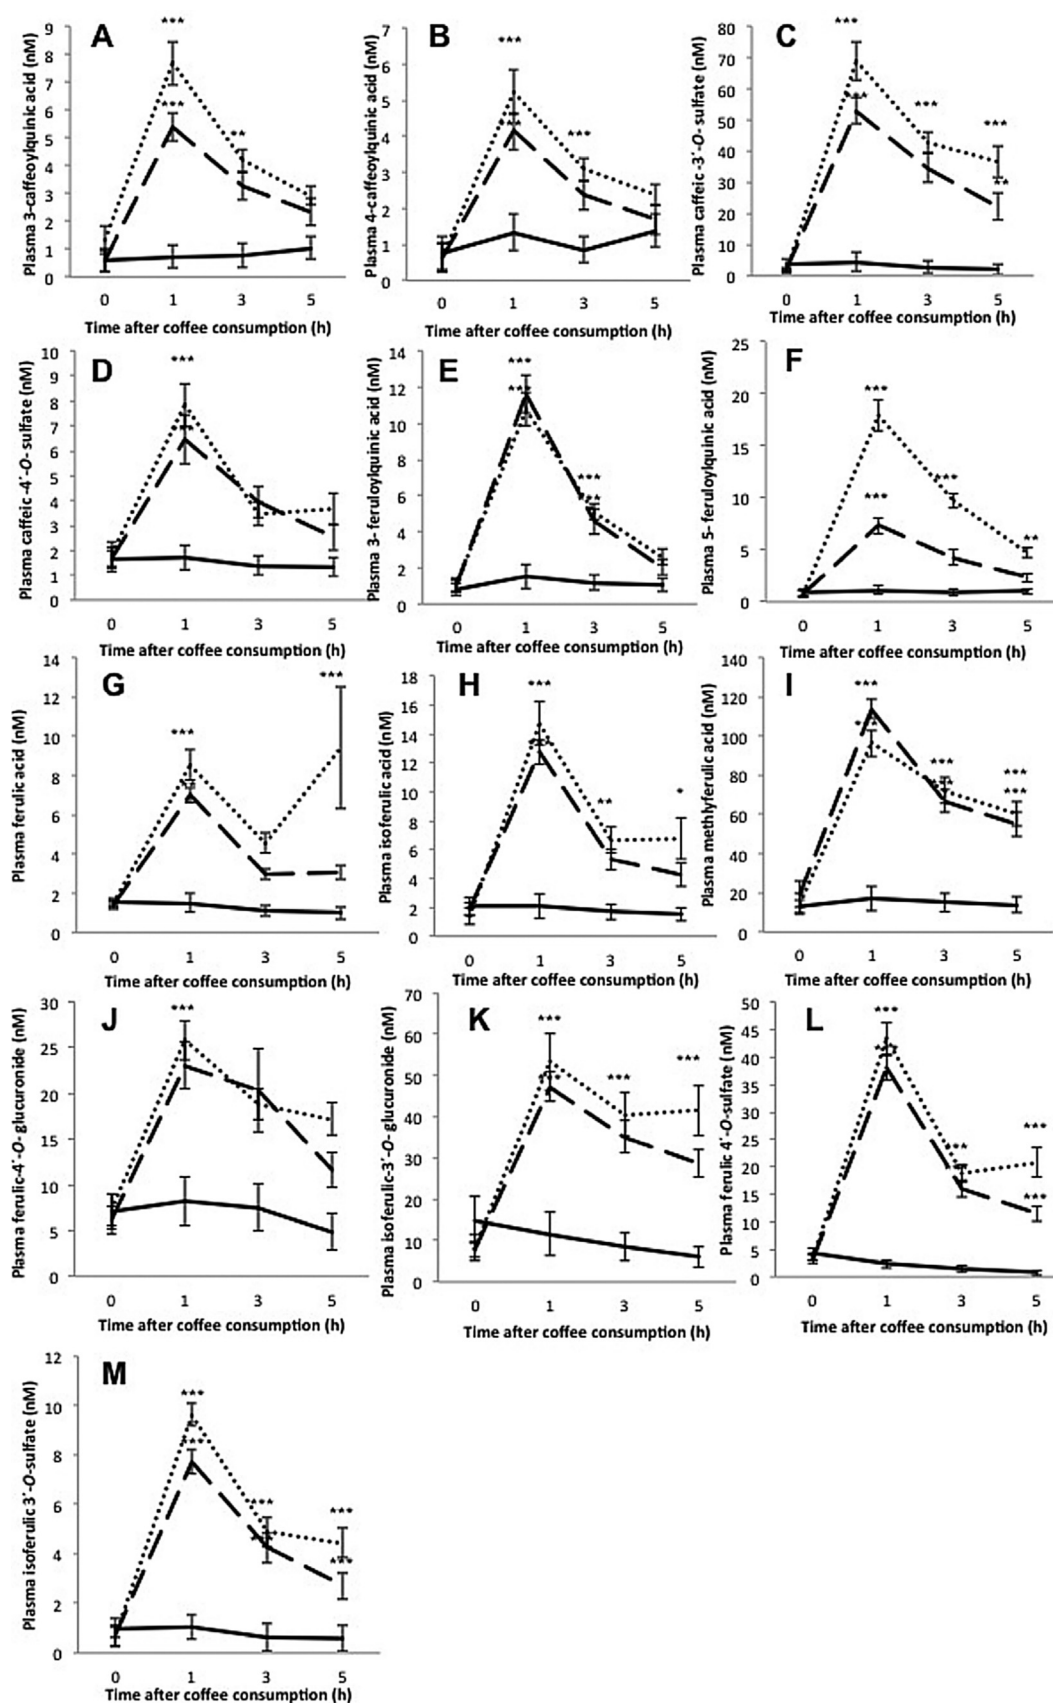 A
Plasma 3-caffeoylquinic acid (nM)
9
8
7
6
5
4
3
2
1
0
***
***
**
0 1 3 5
Time after coffee consumption (h)
B
Plasma 4-caffeoylquinic acid (nM)
7
6
5
4
3
2
1
0
***
***
0 1 3 5
Time after coffee consumption (h)
C
Plasma caffeic-3´-O- sulfate (nM)
80
70
60
50
40
30
20
10
0
***
***
***
***
**
0 1 3 5
Time after coffee consumption (h)
D
Plasma caffeic-4´-O- sulfate (nM)
10
9
8
7
6
5
4
3
2
1
0
***
0 1 3 5
Time after coffee consumption (h)
E
Plasma 3- feruloylquinic acid (nM)
14
12
10
8
6
4
2
0
***
***
***
0 1 3 5
Time after coffee consumption (h)
F
Plasma 5- feruloylquinic acid (nM)
25
20
15
10
5
0
***
***
***
**
0 1 3 5
Time after coffee consumption (h)
G
Plasma ferulic acid (nM)
14
12
10
8
6
4
2
0
***
***
0 1 3 5
Time after coffee consumption (h)
H
Plasma isoferulic acid (nM)
18
16
14
12
10
8
6
4
2
0
***
**
*
0 1 3 5
Time after coffee consumption (h)
I
Plasma methlyferulic acid (nM)
140
120
100
80
60
40
20
0
***
***
***
***
0 1 3 5
Time after coffee consumption (h)
J
Plasma ferulic-4´-O- glucuronide (nM)
30
25
20
15
10
5
0
***
0 1 3 5
Time after coffee consumption (h)
K
Plasma isoferulic-3´-O- glucuronide (nM)
70
60
50
40
30
20
10
0
***
***
***
0 1 3 5
Time after coffee consumption (h)
L
Plasma ferulic 4´-O-sulfate (nM)
50
45
40
35
30
25
20
15
10
5
0
***
***
***
***
***
0 1 3 5
Time after coffee consumption (h)
M
Plasma isoferulic 3´-O-sulfate (nM)
12
10
8
6
4
2
0
***
***
***
***
***
0 1 3 5
Time after coffee consumption (h)